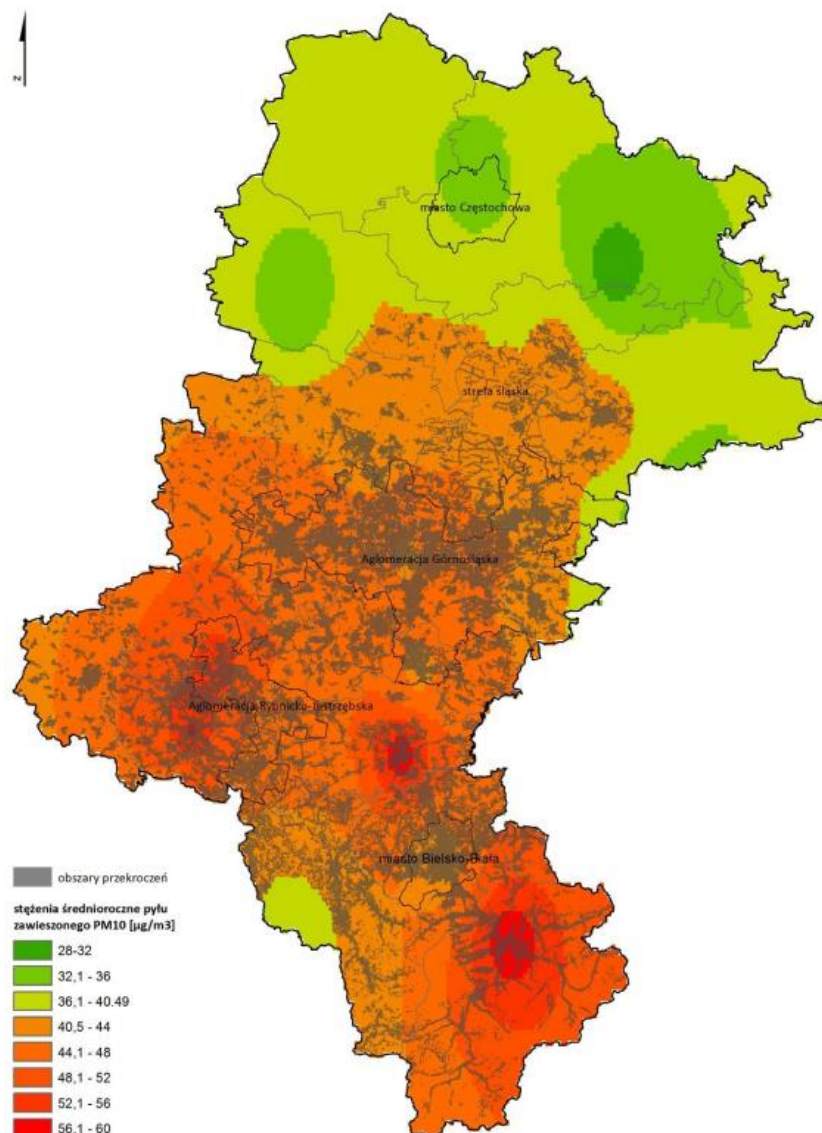 N
miasto Częstochowa
strefa śląska
Aglomeracja Górnośląska
Aglomeracja Rybnicko-Jastrzębska
miasto Bielsko-Biała
obszary przekroczeń
stężenia średnioroczne pyłu
zawieszonego PM10 [µg/m3]
28-32
32,1 - 36
36,1 - 40.49
40,5 - 44
44,1 - 48
48,1 - 52
52,1 - 56
56,1 - 60